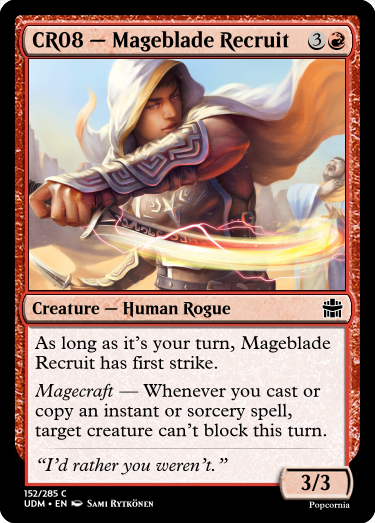 CR08 — Mageblade Recruit 3
Creature — Human Rogue
As long as it's your turn, Mageblade
Recruit has first strike.
Magecraft — Whenever you cast or
copy an instant or sorcery spell,
target creature can't block this turn.
“I'd rather you weren't.”
3/3
152/285 C
UDM • EN Sami Rytkönen
Popcornia